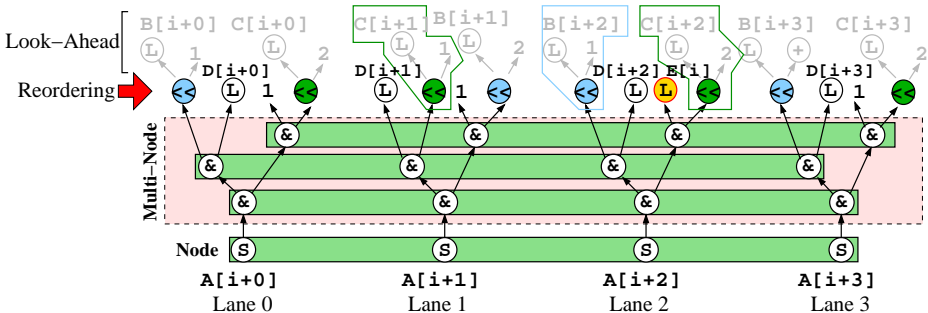 B[i+0] C[i+0] C[i+1] B[i+1] B[i+2] C[i+2] B[i+3] C[i+3]
Look−Ahead L 1 L 2 L 1 L 2 L 1 L 2 L + L 2
D[i+0] D[i+1] D[i+2] E[i] D[i+3]
Reordering << L 1 << L << 1 << << L L << << L 1 <<
& & & &
& & & &
Multi−Node
& & & &
Node S S S S
A[i+0] A[i+1] A[i+2] A[i+3]
Lane 0 Lane 1 Lane 2 Lane 3